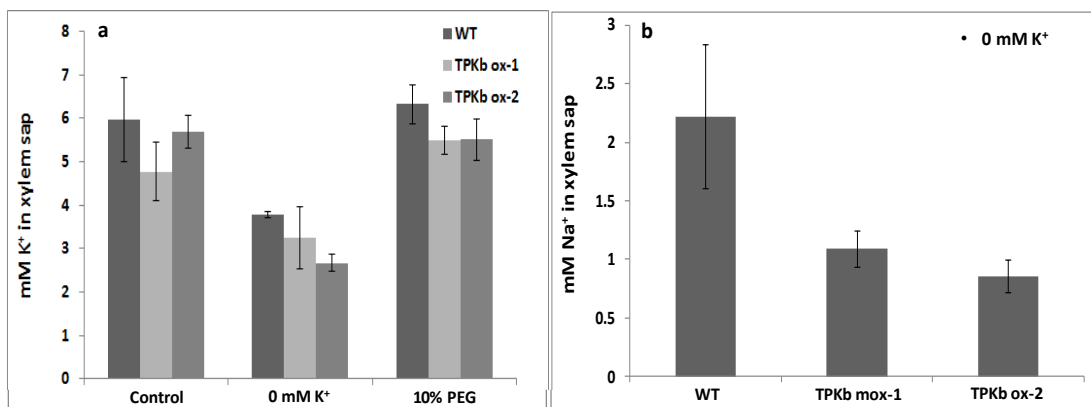 a
mM K⁺ in xylem sap
8
7
6
5
4
3
2
1
0
WT
TPKb ox-1
TPKb ox-2
Control 0 mM K⁺ 10% PEG
b
• 0 mM K⁺
mM Na⁺ in xylem sap
3
2.5
2
1.5
1
0.5
0
WT TPKb mox-1 TPKb ox-2